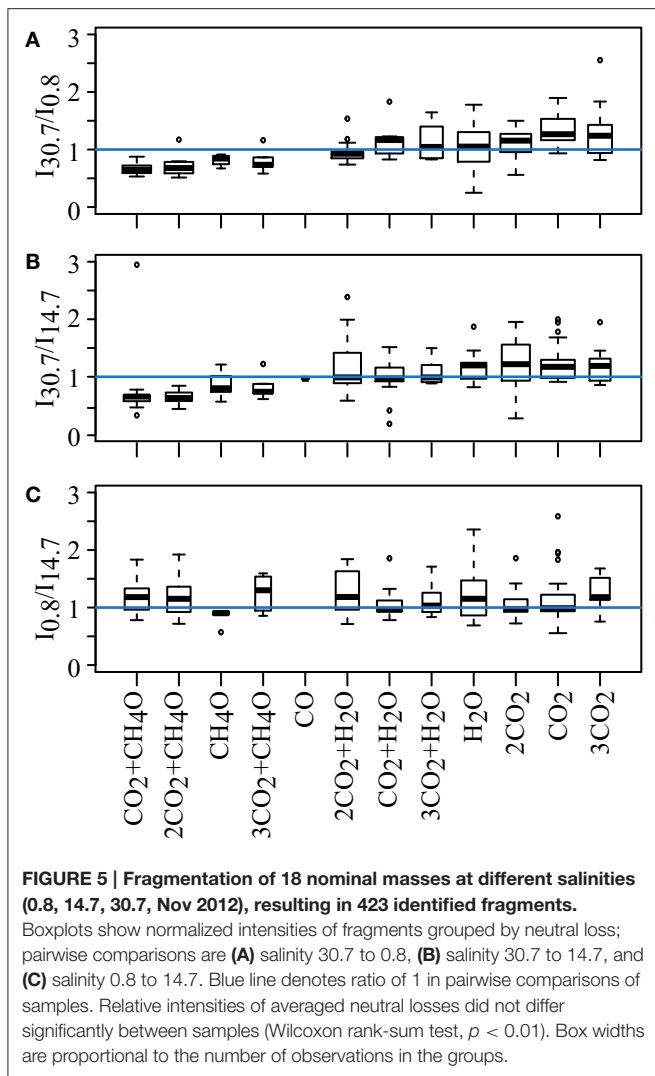 A
3
2
1
0
I30.7/I0.8
B
3
2
1
0
I30.7/I14.7
C
3
2
1
0
I0.8/I14.7
CO2+CH4O
2CO2+CH4O
CH4O
3CO2+CH4O
CO
2CO2+H2O
CO2+H2O
3CO2+H2O
H2O
2CO2
CO2
3CO2
FIGURE 5 | Fragmentation of 18 nominal masses at different salinities
(0.8, 14.7, 30.7, Nov 2012), resulting in 423 identified fragments.
Boxplots show normalized intensities of fragments grouped by neutral loss;
pairwise comparisons are (A) salinity 30.7 to 0.8, (B) salinity 30.7 to 14.7, and
(C) salinity 0.8 to 14.7. Blue line denotes ratio of 1 in pairwise comparisons of
samples. Relative intensities of averaged neutral losses did not differ
significantly between samples (Wilcoxon rank-sum test, p < 0.01). Box widths
are proportional to the number of observations in the groups.